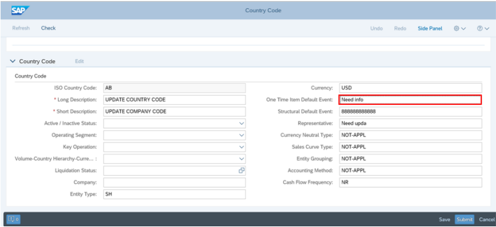 SAP
Country Code
Refresh Check Undo Redo Side Panel
Country Code Edit
Country Code
ISO Country Code: AB
* Long Description: UPDATE COUNTRY CODE
* Short Description: UPDATE COMPANY CODE
Active / Inactive Status:
Operating Segment:
Key Operation:
Volume-Country Hierarchy-Curre... :
Liquidation Status:
Company:
Entity Type: SH
Currency: USD
One Time Item Default Event: Need info
Structural Default Event: 888888888888
Representative: Need upda
Currency Neutral Type: NOT-APPL
Sales Curve Type: NOT-APPL
Entity Grouping: NOT-APPL
Accounting Method: NOT-APPL
Cash Flow Frequency: NR
Save Submit Cancel